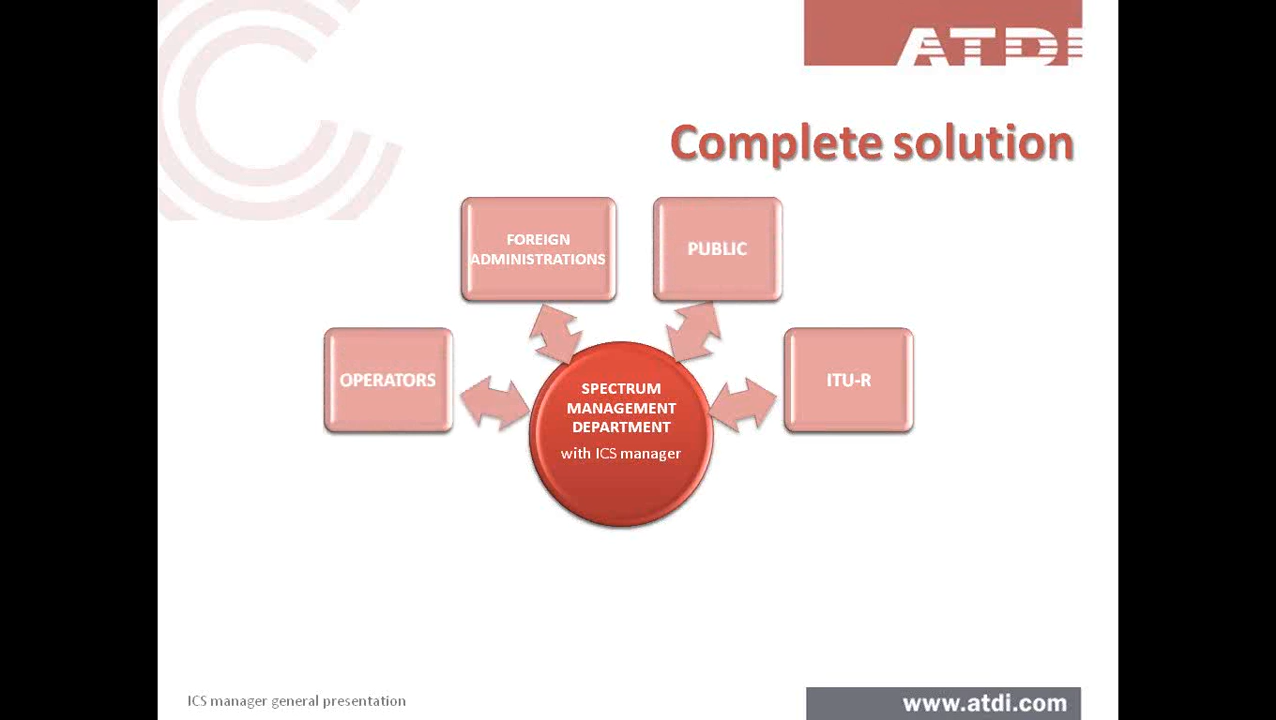 ATDI
Complete solution
FOREIGN
ADMINISTRATIONS
PUBLIC
OPERATORS
ITU-R
SPECTRUM
MANAGEMENT
DEPARTMENT
with ICS manager
ICS manager general presentation
www.atdi.com